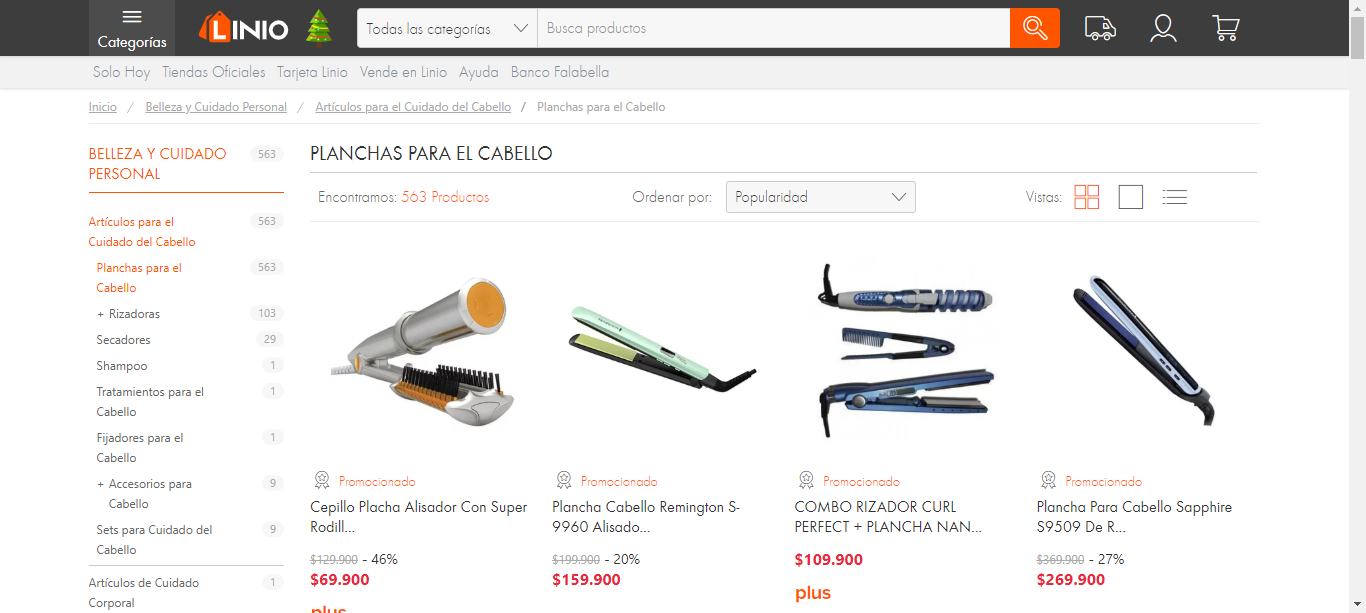 Categorías
LINIO
Todas las categorías
Busca productos
Solo Hoy
Tiendas Oficiales
Tarjeta Linio
Vende en Linio
Ayuda
Banco Falabella
Inicio / Belleza y Cuidado Personal / Artículos para el Cuidado del Cabello / Planchas para el Cabello
BELLEZA Y CUIDADO 563
PERSONAL
Artículos para el 563
Cuidado del Cabello
Planchas para el 563
Cabello
+ Rizadoras 103
Secadores 29
Shampoo 1
Tratamientos para el 1
Cabello
Fijadores para el 1
Cabello
+ Accesorios para 9
Cabello
Sets para Cuidado del 9
Cabello
Artículos de Cuidado 1
Corporal
PLANCHAS PARA EL CABELLO
Encontramos: 563 Productos
Ordenar por: Popularidad
Vistas:
Promocionado
Cepillo Placha Alisador Con Super
Rodill...
$129.900 - 46%
$69.900
plus
Promocionado
Plancha Cabello Remington S-
9960 Alisado...
$199.900 - 20%
$159.900
Promocionado
COMBO RIZADOR CURL
PERFECT + PLANCHA NAN...
$109.900
plus
Promocionado
Plancha Para Cabello Sapphire
S9509 De R...
$369.900 - 27%
$269.900